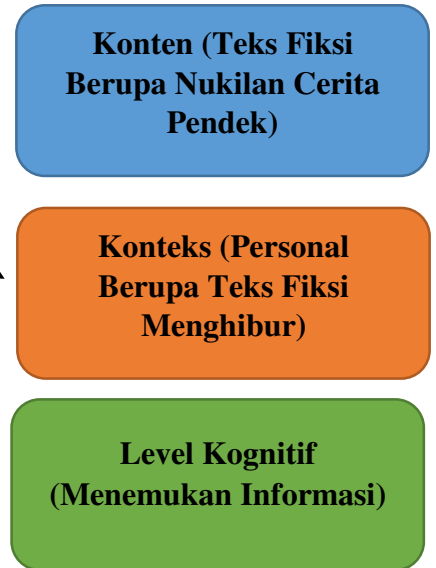 Konten (Teks Fiksi
Berupa Nukilan Cerita
Pendek)
Konteks (Personal
Berupa Teks Fiksi
Menghibur)
Level Kognitif
(Menemukan Informasi)